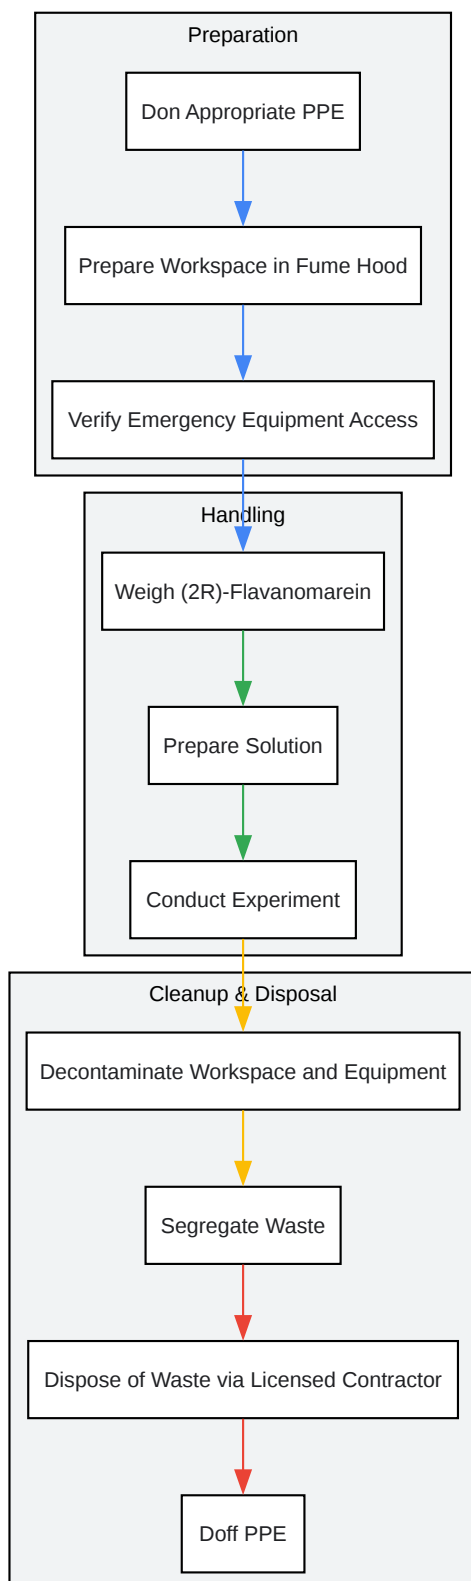 Preparation
Don Appropriate PPE
Prepare Workspace in Fume Hood
Verify Emergency Equipment Access
Handling
Weigh (2R)-Flavanomarein
Prepare Solution
Conduct Experiment
Cleanup & Disposal
Decontaminate Workspace and Equipment
Segregate Waste
Dispose of Waste via Licensed Contractor
Doff PPE